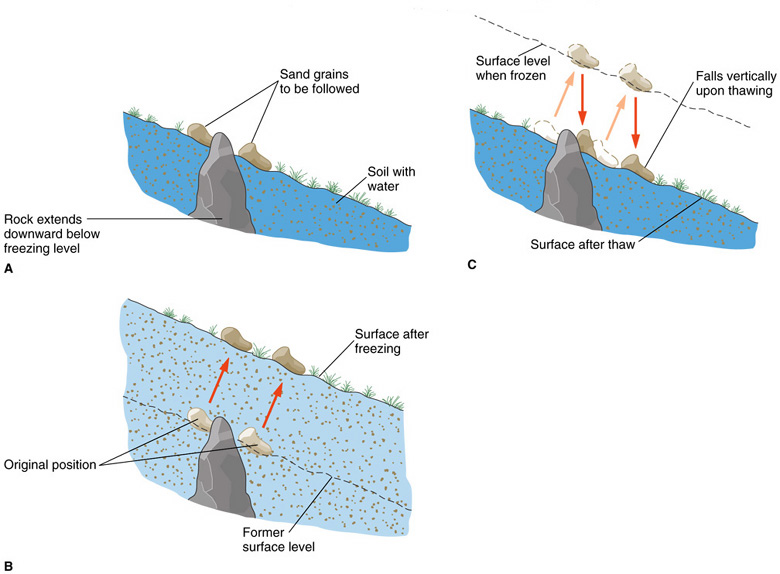 Sand grains
to be followed
Soil with
water
Rock extends
downward below
freezing level
A
Surface after
freezing
Original position
Former
surface level
B
Surface level
when frozen
Falls vertically
upon thawing
Surface after thaw
C